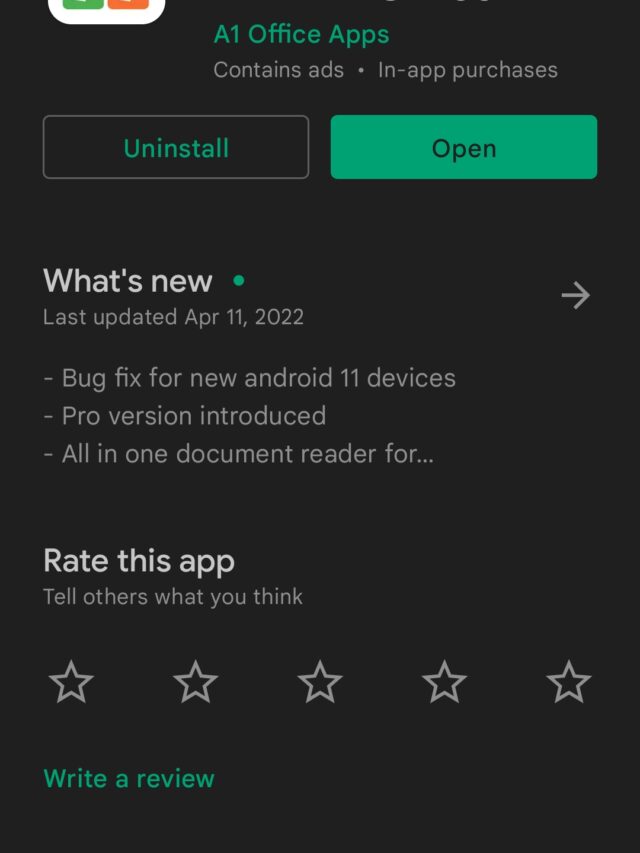 A1 Office Apps
Contains ads • In-app purchases
Uninstall
Open
What's new
Last updated Apr 11, 2022
- Bug fix for new android 11 devices
- Pro version introduced
- All in one document reader for...
Rate this app
Tell others what you think
Write a review